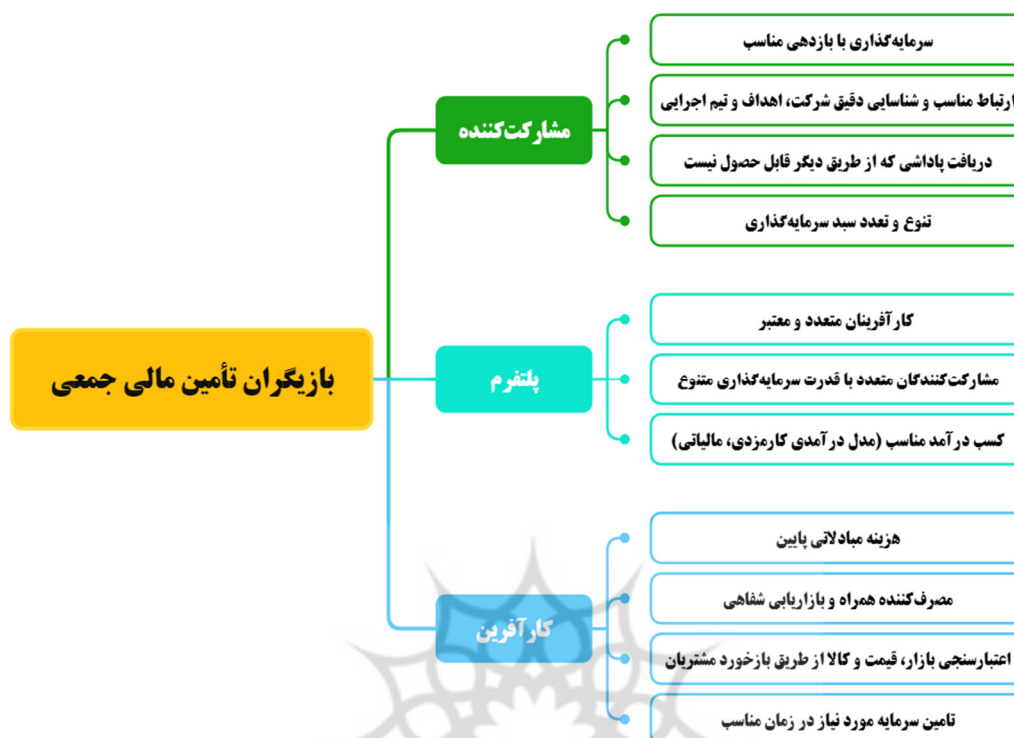 بازیگران تأمین مالی جمعی
مشارکت‌کننده
سرمایه‌گذاری با بازدهی مناسب
ارتباط مناسب و شناسایی دقیق شرکت، اهداف و تیم اجرایی
دریافت پاداشی که از طریق دیگر قابل حصول نیست
تنوع و تعدد سبد سرمایه‌گذاری
پلتفرم
کارآفرینان متعدد و معتبر
مشارکت‌کنندگان متعدد با قدرت سرمایه‌گذاری متنوع
کسب درآمد مناسب (مدل درآمدی کارمزدی، مالیاتی)
کارآفرین
هزینه مبادلاتی پایین
مصرف‌کننده همراه و بازاریابی شفاهی
اعتبارسنجی بازار، قیمت و کالا از طریق بازخورد مشتریان
تامین سرمایه مورد نیاز در زمان مناسب